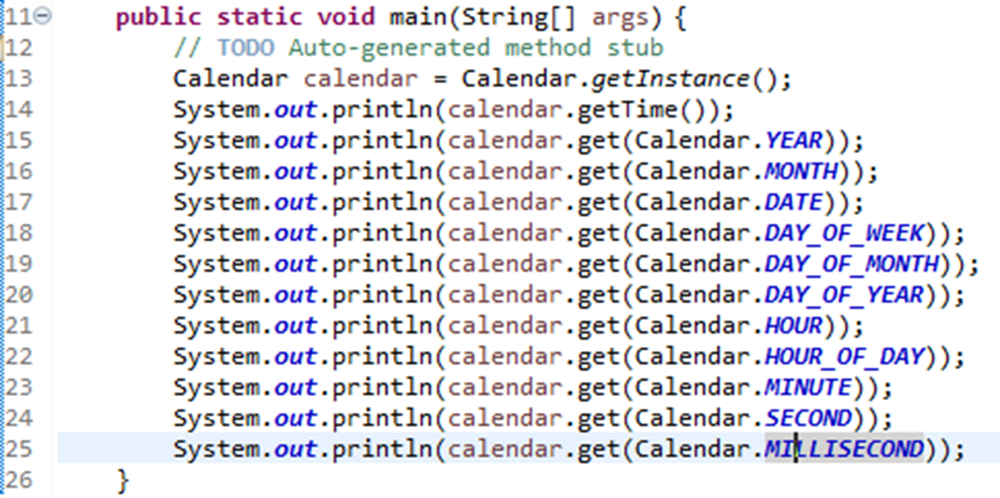 11 public static void main(String[] args) {
12 // TODO Auto-generated method stub
13 Calendar calendar = Calendar.getInstance();
14 System.out.println(calendar.getTime());
15 System.out.println(calendar.get(Calendar.YEAR));
16 System.out.println(calendar.get(Calendar.MONTH));
17 System.out.println(calendar.get(Calendar.DATE));
18 System.out.println(calendar.get(Calendar.DAY_OF_WEEK));
19 System.out.println(calendar.get(Calendar.DAY_OF_MONTH));
20 System.out.println(calendar.get(Calendar.DAY_OF_YEAR));
21 System.out.println(calendar.get(Calendar.HOUR));
22 System.out.println(calendar.get(Calendar.HOUR_OF_DAY));
23 System.out.println(calendar.get(Calendar.MINUTE));
24 System.out.println(calendar.get(Calendar.SECOND));
25 System.out.println(calendar.get(Calendar.MILLISECOND));
26 }